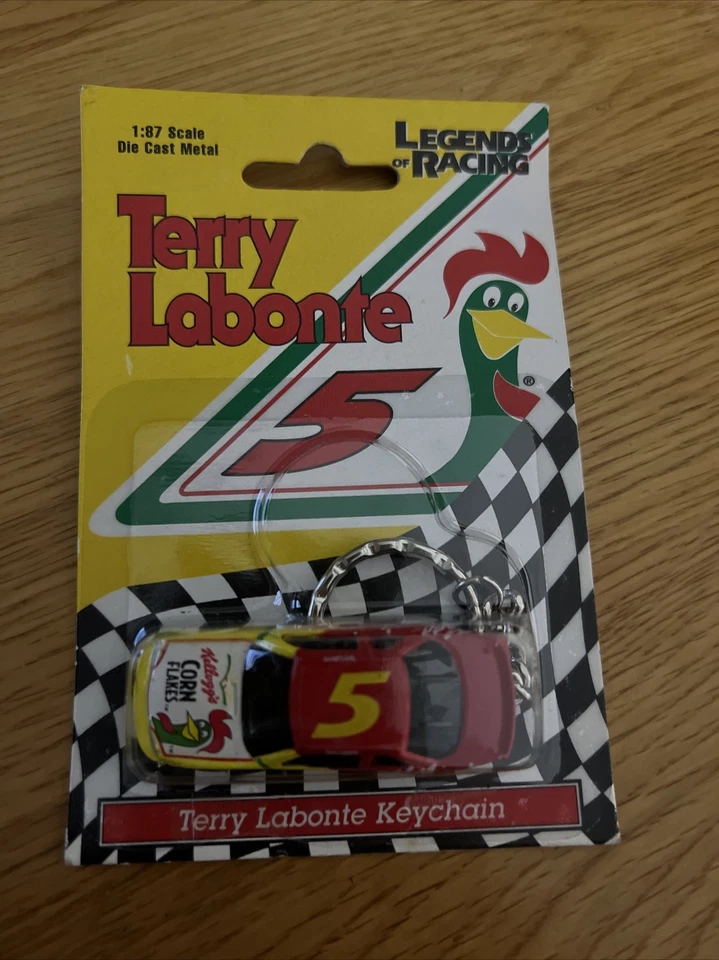 1:87 Scale
Die Cast Metal
LEGENDS
OF RACING
Terry
Labonte
5
®
Kellogg's
CORN
FLAKES
5
Terry Labonte Keychain